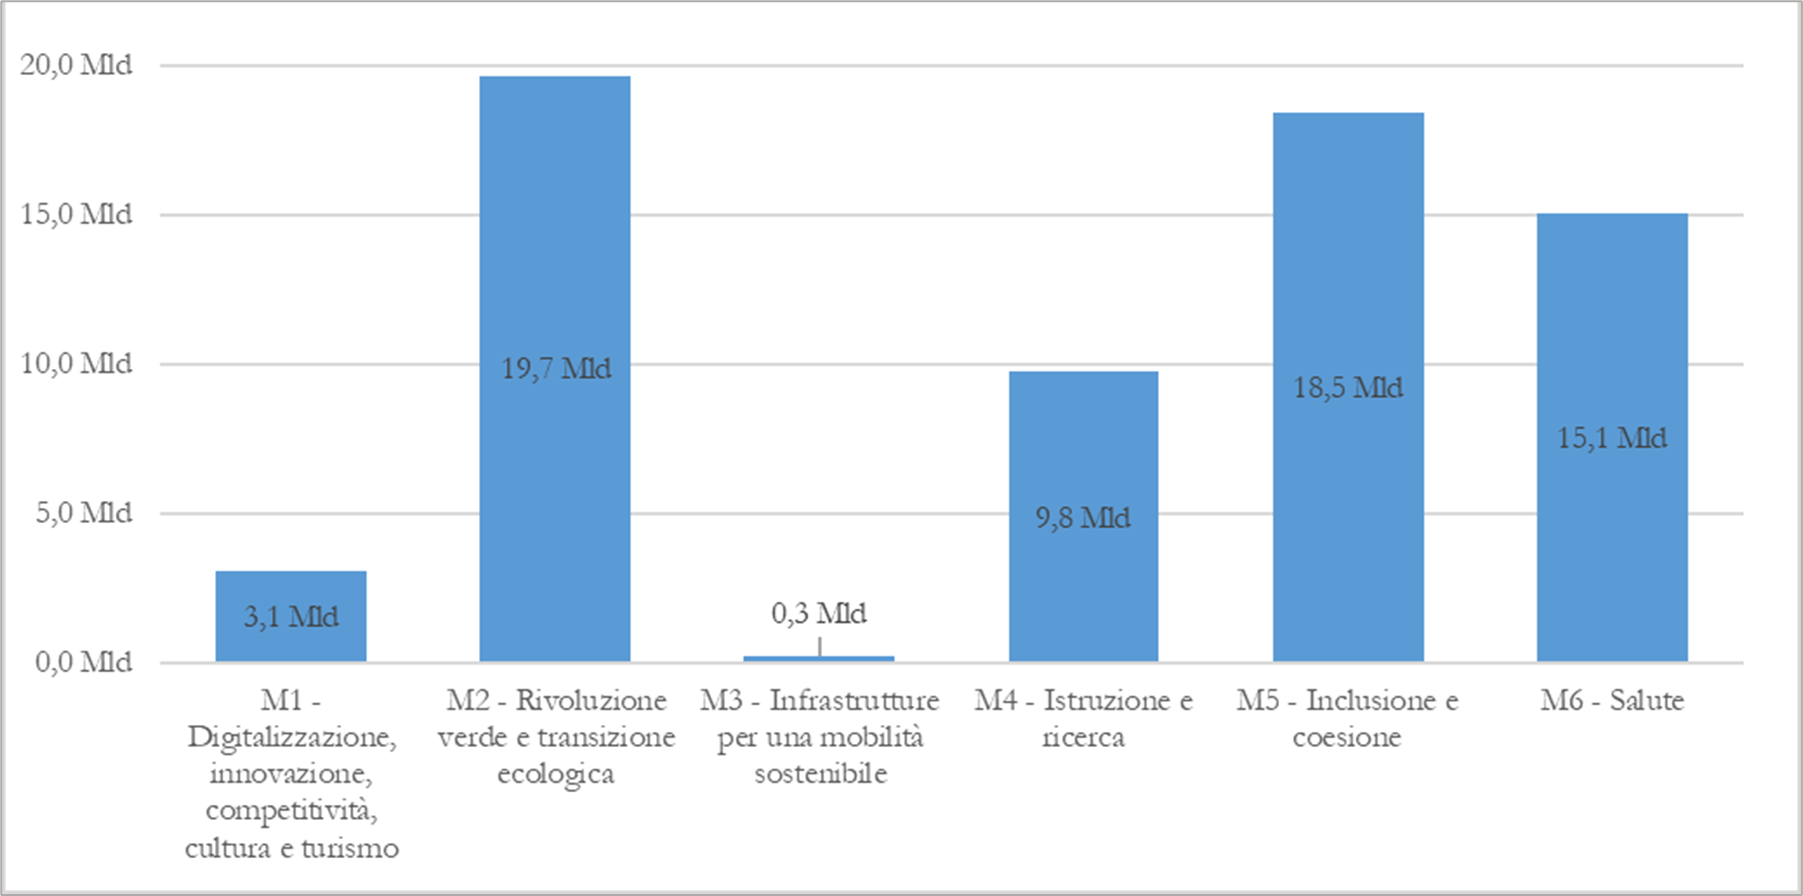 20,0 Mld
15,0 Mld
10,0 Mld
5,0 Mld
0,0 Mld
3,1 Mld
19,7 Mld
0,3 Mld
9,8 Mld
18,5 Mld
15,1 Mld
M1 -
Digitalizzazione,
innovazione,
competitività,
cultura e turismo
M2 - Rivoluzione
verde e transizione
ecologica
M3 - Infrastrutture
per una mobilità
sostenibile
M4 - Istruzione e
ricerca
M5 - Inclusione e
coesione
M6 - Salute